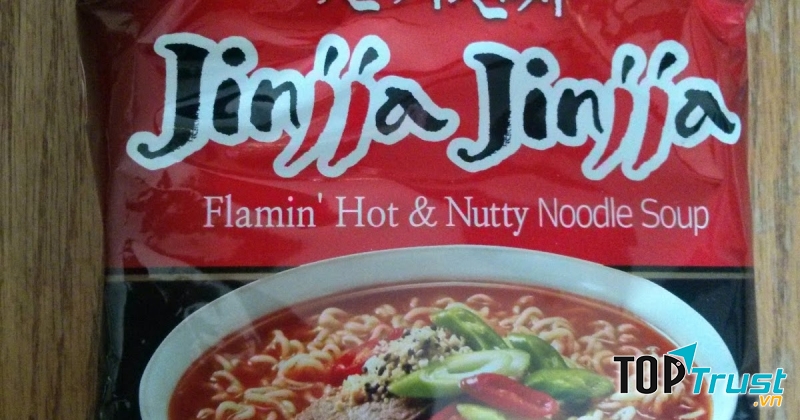 Jinjja Jinjja
Flamin' Hot & Nutty Noodle Soup
TOPTrust
.vn